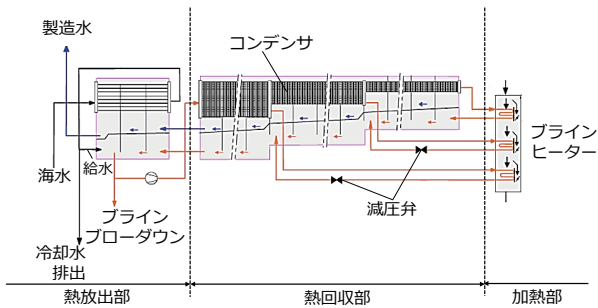 製造水
コンデンサ
ブライン
ヒーター
海水
給水
減圧弁
ブライン
ブローダウン
冷却水
排出
熱放出部
熱回収部
加熱部